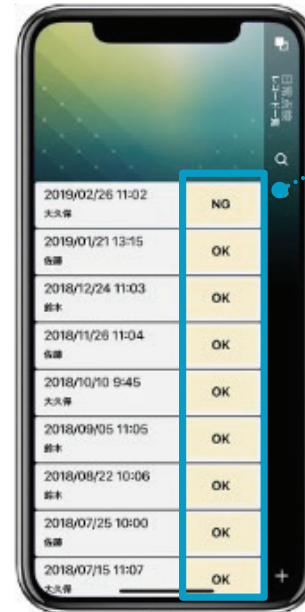 日常点検
レコード一覧
2019/02/26 11:02
大久保
NG
2019/01/21 13:15
佐藤
OK
2018/12/24 11:03
鈴木
OK
2018/11/26 11:04
佐藤
OK
2018/10/10 9:45
大久保
OK
2018/09/05 11:05
鈴木
OK
2018/08/22 10:06
鈴木
OK
2018/07/25 10:00
佐藤
OK
2018/07/15 11:07
大久保
OK